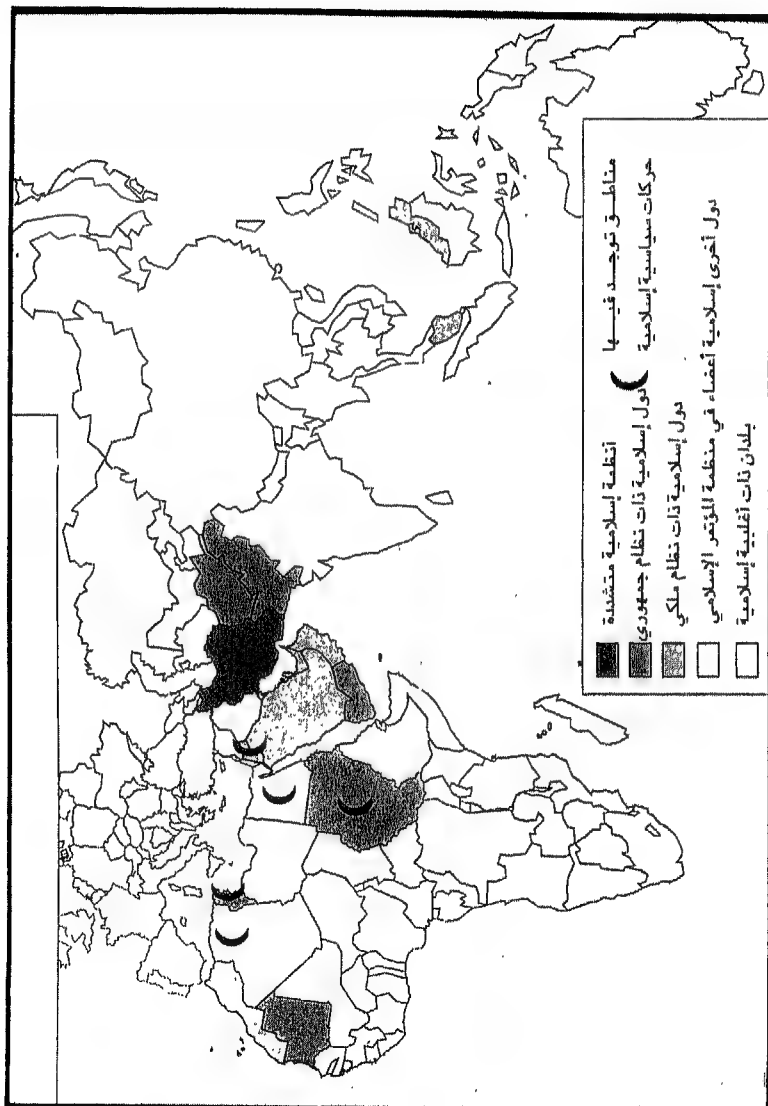 أنظمة إسلامية متشددة
دول إسلامية ذات نظام جمهوري
دول إسلامية ذات نظام ملكي
دول أخرى إسلامية أعضاء في منظمة المؤتمر الإسلامي
بلدان ذات أغلبية إسلامية
مناطق توجد فيها
حركات سياسية إسلامية